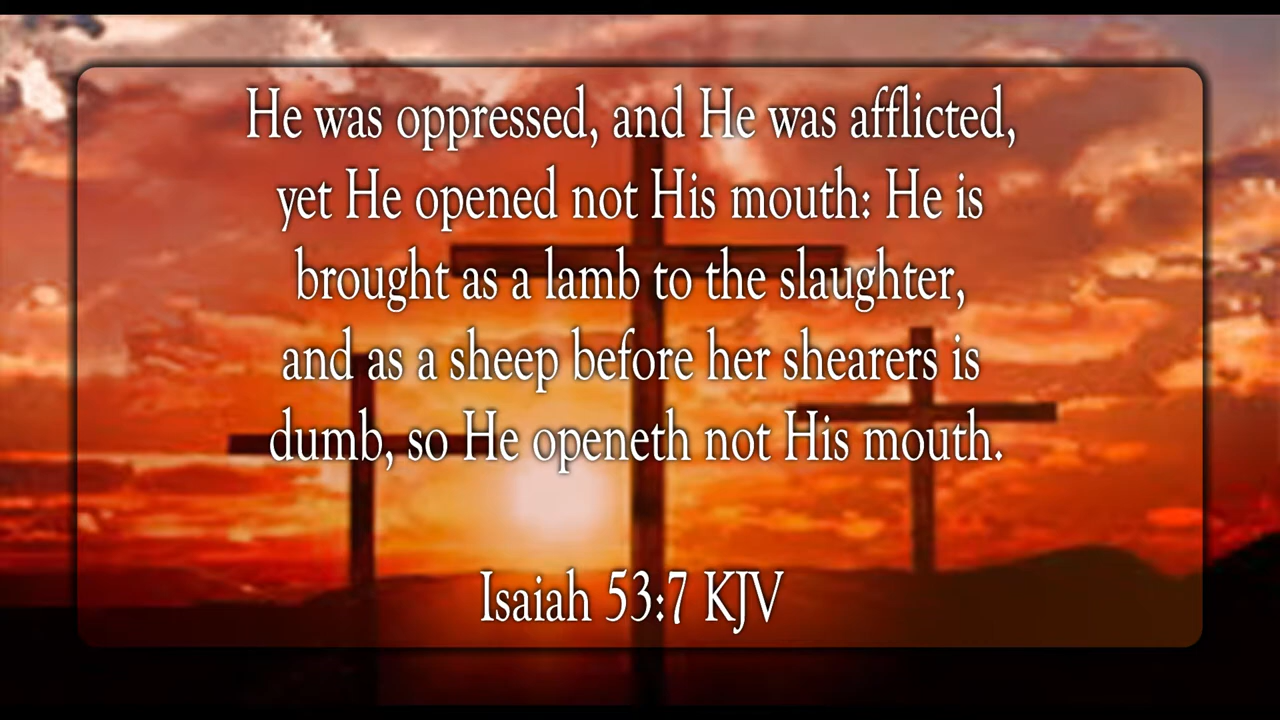 He was oppressed, and He was afflicted,
yet He opened not His mouth: He is
brought as a lamb to the slaughter,
and as a sheep before her shearers is
dumb, so He openeth not His mouth.
Isaiah 53:7 KJV